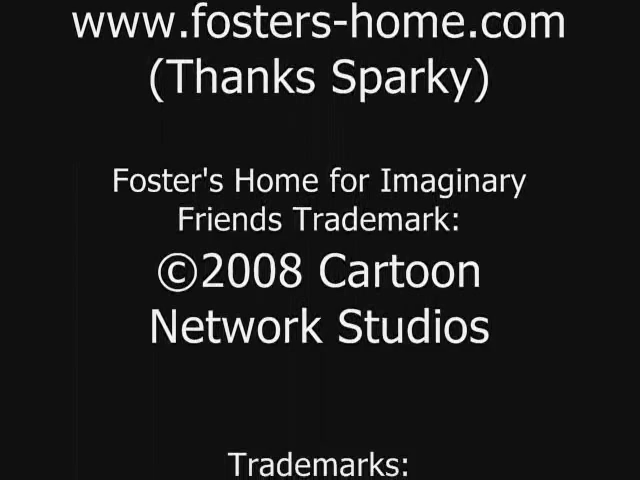 www.fosters-home.com
(Thanks Sparky)
Foster's Home for Imaginary
Friends Trademark:
©2008 Cartoon
Network Studios
Trademarks: